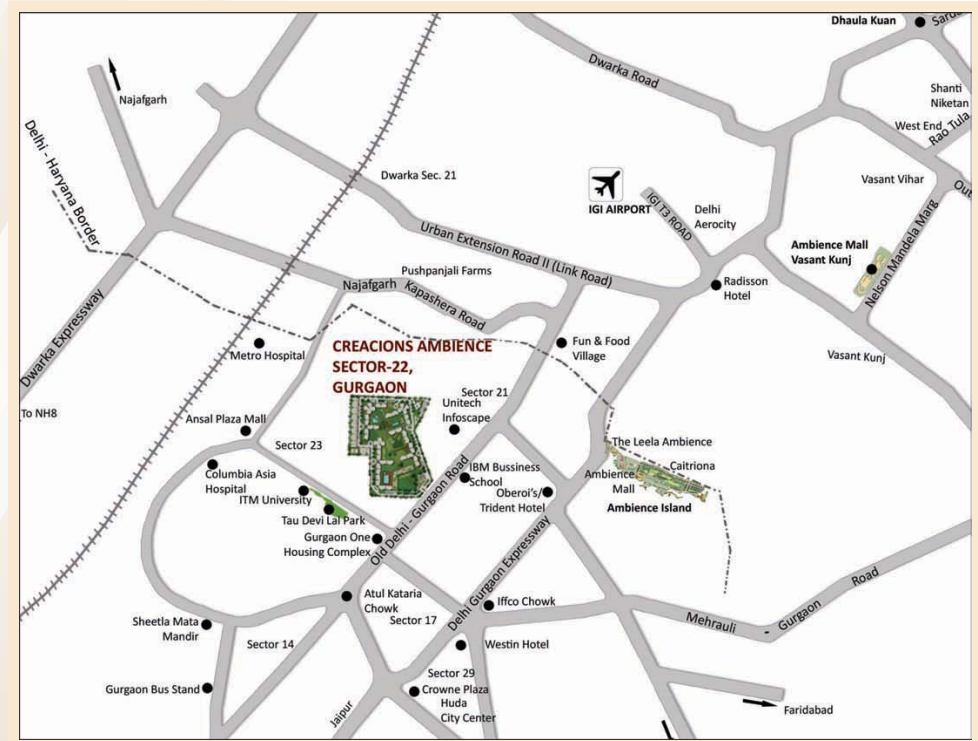 Dhaula Kuan
Sarda
Dwarka Road
Najafgarh
Shanti
Niketan
West End
Rao Tula
Delhi - Haryana Border
Dwarka Sec. 21
IGI AIRPORT
IGI T3 ROAD
Delhi
Aerocity
Vasant Vihar
Out
Urban Extension Road II (Link Road)
Ambience Mall
Vasant Kunj
Nelson Mandela Marg
Pushpanjali Farms
Najafgarh Kapashera Road
Radisson
Hotel
Dwarka Expressway
Metro Hospital
CREACIONS AMBIENCE
SECTOR-22,
GURGAON
Fun & Food
Village
Vasant Kunj
To NH8
Sector 21
Unitech
Infoscape
Ansal Plaza Mall
Sector 23
The Leela Ambience
Caitriona
Ambience
Mall
Ambience Island
Columbia Asia
Hospital
ITM University
IBM Bussiness
School
Oberoi's/
Trident Hotel
Tau Devi Lal Park
Gurgaon One
Housing Complex
Old Delhi - Gurgaon Road
Delhi Gurgaon Expressway
Atul Kataria
Chowk
Sector 17
Iffco Chowk
Mehrauli - Gurgaon Road
Sheetla Mata
Mandir
Sector 14
Westin Hotel
Sector 29
Gurgaon Bus Stand
Crowne Plaza
Huda
City Center
Jaipur
Faridabad